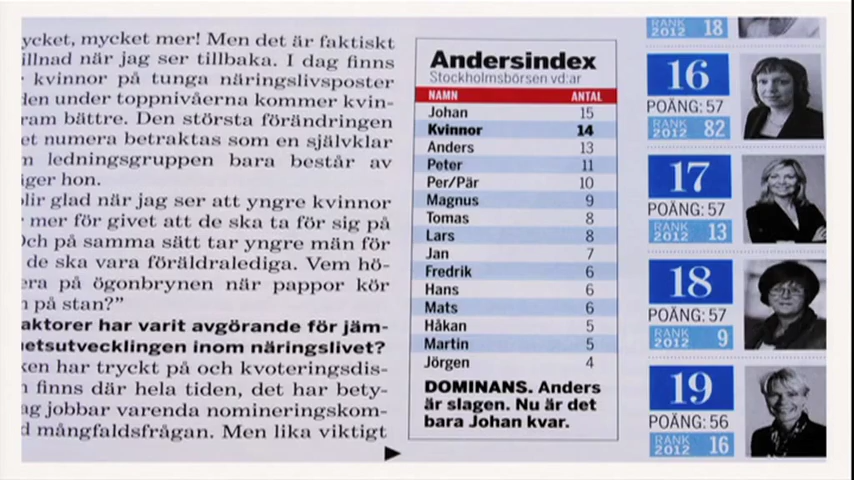 ycket, mycket mer! Men det är faktiskt
illnad när jag ser tillbaka. I dag finns
kvinnor på tunga näringslivsposter
den under toppnivåerna kommer kvin-
ram bättre. Den största förändringen
et numera betraktas som en självklar
ledningsgruppen bara består av
iger hon.
blir glad när jag ser att yngre kvinnor
mer för givet att de ska ta för sig på
Och på samma sätt tar yngre män för
de ska vara föräldralediga. Vem hö-
era på ögonbrynen när pappor kör
n på stan?”
aktorer har varit avgörande för jäm-
hetsutvecklingen inom näringslivet?
ken har tryckt på och kvoteringsdis-
n finns där hela tiden, det har bety-
ag jobbar varenda nomineringskom-
d mångfaldsfrågan. Men lika viktigt
Andersindex
Stockholmsbörsen vd:ar
NAMN ANTAL
Johan 15
Kvinnor 14
Anders 13
Peter 11
Per/Pär 10
Magnus 9
Tomas 8
Lars 8
Jan 7
Fredrik 6
Hans 6
Mats 6
Håkan 5
Martin 5
Jörgen 4
DOMINANS. Anders
är slagen. Nu är det
bara Johan kvar.
RANK 2012 18
16
POÄNG: 57
RANK 2012 82
17
POÄNG: 57
RANK 2012 13
18
POÄNG: 57
RANK 2012 9
19
POÄNG: 56
RANK 2012 16